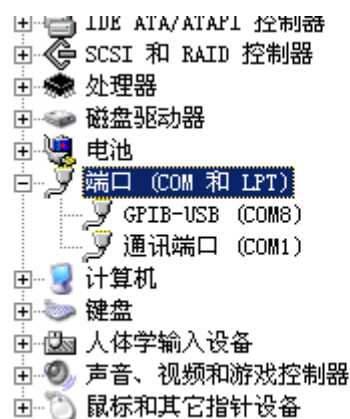 IDE ATA/ATAPI 控制器
SCSI 和 RAID 控制器
处理器
磁盘驱动器
电池
端口 (COM 和 LPT)
GPIB-USB (COM8)
通讯端口 (COM1)
计算机
键盘
人体学输入设备
声音、视频和游戏控制器
鼠标和其它指针设备